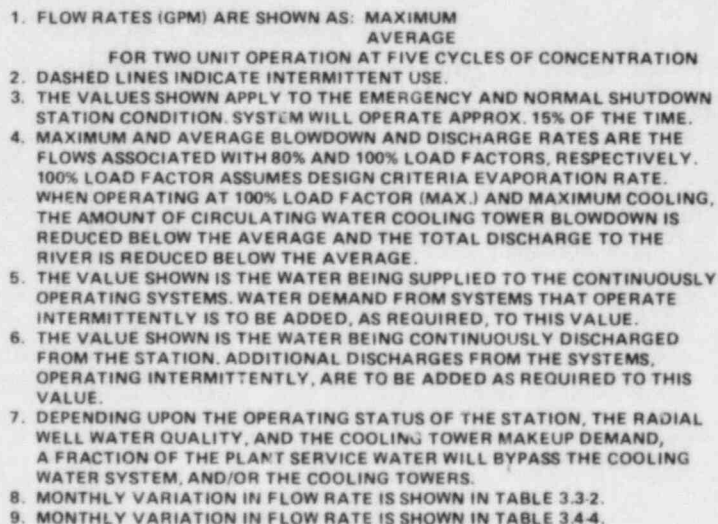 1. FLOW RATES (GPM) ARE SHOWN AS: MAXIMUM
AVERAGE
FOR TWO UNIT OPERATION AT FIVE CYCLES OF CONCENTRATION
2. DASHED LINES INDICATE INTERMITTENT USE.
3. THE VALUES SHOWN APPLY TO THE EMERGENCY AND NORMAL SHUTDOWN
STATION CONDITION. SYSTEM WILL OPERATE APPROX. 15% OF THE TIME.
4. MAXIMUM AND AVERAGE BLOWDOWN AND DISCHARGE RATES ARE THE
FLOWS ASSOCIATED WITH 80% AND 100% LOAD FACTORS, RESPECTIVELY.
100% LOAD FACTOR ASSUMES DESIGN CRITERIA EVAPORATION RATE.
WHEN OPERATING AT 100% LOAD FACTOR (MAX.) AND MAXIMUM COOLING,
THE AMOUNT OF CIRCULATING WATER COOLING TOWER BLOWDOWN IS
REDUCED BELOW THE AVERAGE AND THE TOTAL DISCHARGE TO THE
RIVER IS REDUCED BELOW THE AVERAGE.
5. THE VALUE SHOWN IS THE WATER BEING SUPPLIED TO THE CONTINUOUSLY
OPERATING SYSTEMS. WATER DEMAND FROM SYSTEMS THAT OPERATE
INTERMITTENTLY IS TO BE ADDED, AS REQUIRED, TO THIS VALUE.
6. THE VALUE SHOWN IS THE WATER BEING CONTINUOUSLY DISCHARGED
FROM THE STATION. ADDITIONAL DISCHARGES FROM THE SYSTEMS,
OPERATING INTERMITTENTLY, ARE TO BE ADDED AS REQUIRED TO THIS
VALUE.
7. DEPENDING UPON THE OPERATING STATUS OF THE STATION, THE RADIAL
WELL WATER QUALITY, AND THE COOLING TOWER MAKEUP DEMAND,
A FRACTION OF THE PLANT SERVICE WATER WILL BYPASS THE COOLING
WATER SYSTEM, AND/OR THE COOLING TOWERS.
8. MONTHLY VARIATION IN FLOW RATE IS SHOWN IN TABLE 3.3-2.
9. MONTHLY VARIATION IN FLOW RATE IS SHOWN IN TABLE 3.4-4.